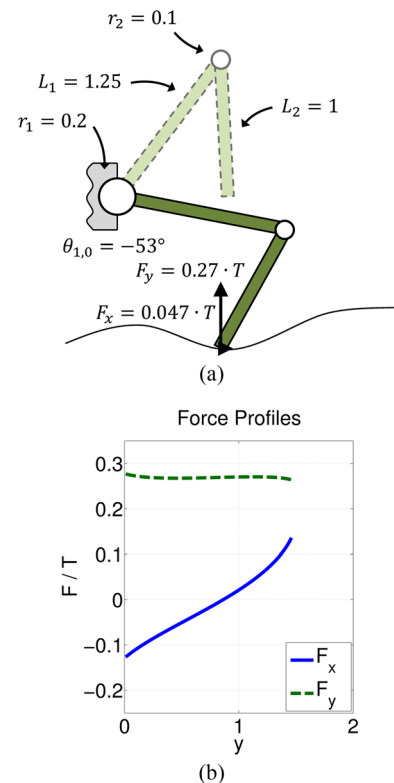 r₂ = 0.1
L₁ = 1.25
L₂ = 1
r₁ = 0.2
θ₁,₀ = −53°
F_y = 0.27 · T
F_x = 0.047 · T
(a)
Force Profiles
F / T
0.3
0.2
0.1
0
−0.1
−0.2
F_x
F_y
0 1 2
y
(b)